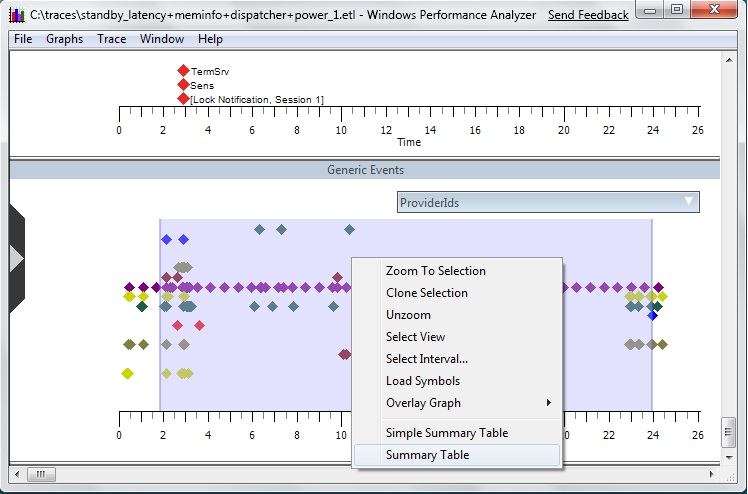 C:\traces\standby_latency+meminfo+dispatcher+power_1.etl - Windows Performance Analyzer Send Feedback
File Graphs Trace Window Help
TermSrv
Sens
[Lock Notification, Session 1]
0 2 4 6 8 10 12 14 16 18 20 22 24 26
Time
Generic Events
ProviderIds
Zoom To Selection
Clone Selection
Unzoom
Select View
Select Interval...
Load Symbols
Overlay Graph
Simple Summary Table
Summary Table
0 2 4 6 8 10 20 22 24 26